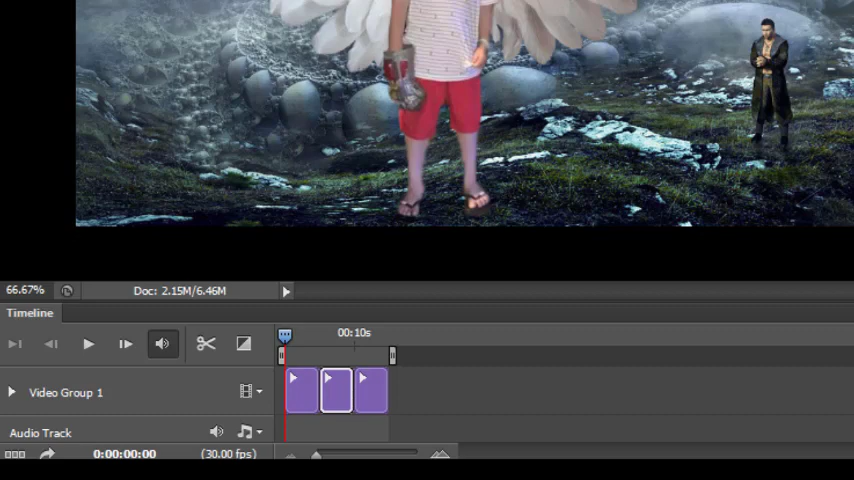 66.67%
Doc: 2.15M/6.46M
Timeline
00:10s
Video Group 1
Audio Track
0:00:00:00
(30.00 fps)